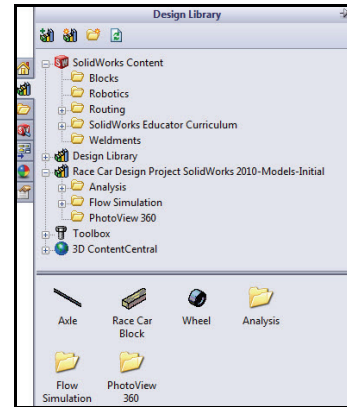 Design Library
SolidWorks Content
Blocks
Robotics
Routing
SolidWorks Educator Curriculum
Weldments
Design Library
Race Car Design Project SolidWorks 2010-Models-Initial
Analysis
Flow Simulation
PhotoView 360
Toolbox
3D ContentCentral
Axle
Race Car
Block
Wheel
Analysis
Flow
Simulation
PhotoView
360